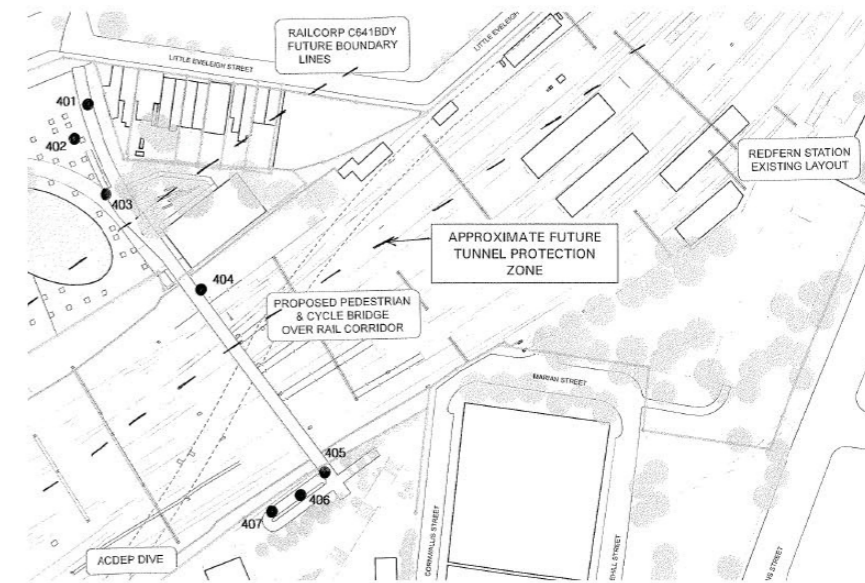 RAILCORP C641BDY
FUTURE BOUNDARY
LINES
LITTLE EVELEIGH STREET
LITTLE EVELEIGH
401
402
403
REDFERN STATION
EXISTING LAYOUT
APPROXIMATE FUTURE
TUNNEL PROTECTION
ZONE
404
PROPOSED PEDESTRIAN
& CYCLE BRIDGE
OVER RAIL CORRIDOR
MARIAN STREET
405
406
407
CORNWALLIS STREET
STREET
STREET
ACDEP DIVE